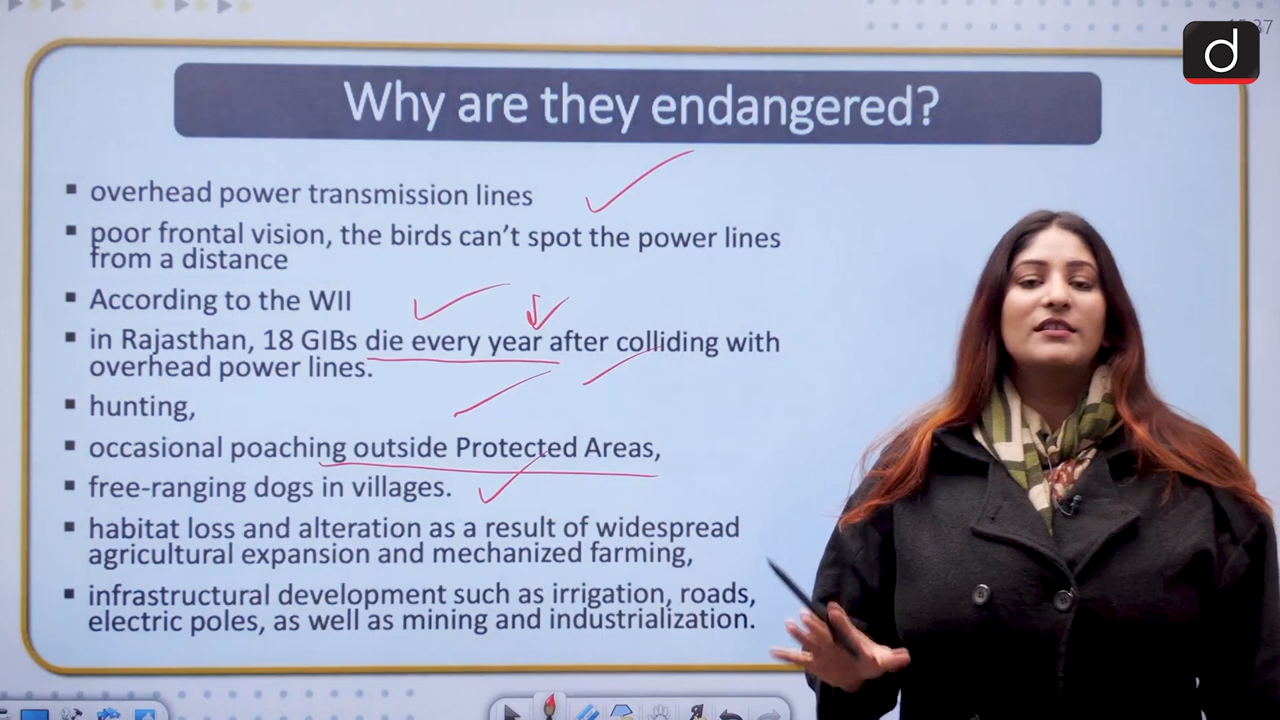 d
Why are they endangered?
▪ overhead power transmission lines
▪ poor frontal vision, the birds can't spot the power lines
from a distance
▪ According to the WII
▪ in Rajasthan, 18 GIBs die every year after colliding with
overhead power lines.
▪ hunting,
▪ occasional poaching outside Protected Areas,
▪ free-ranging dogs in villages.
▪ habitat loss and alteration as a result of widespread
agricultural expansion and mechanized farming,
▪ infrastructural development such as irrigation, roads,
electric poles, as well as mining and industrialization.